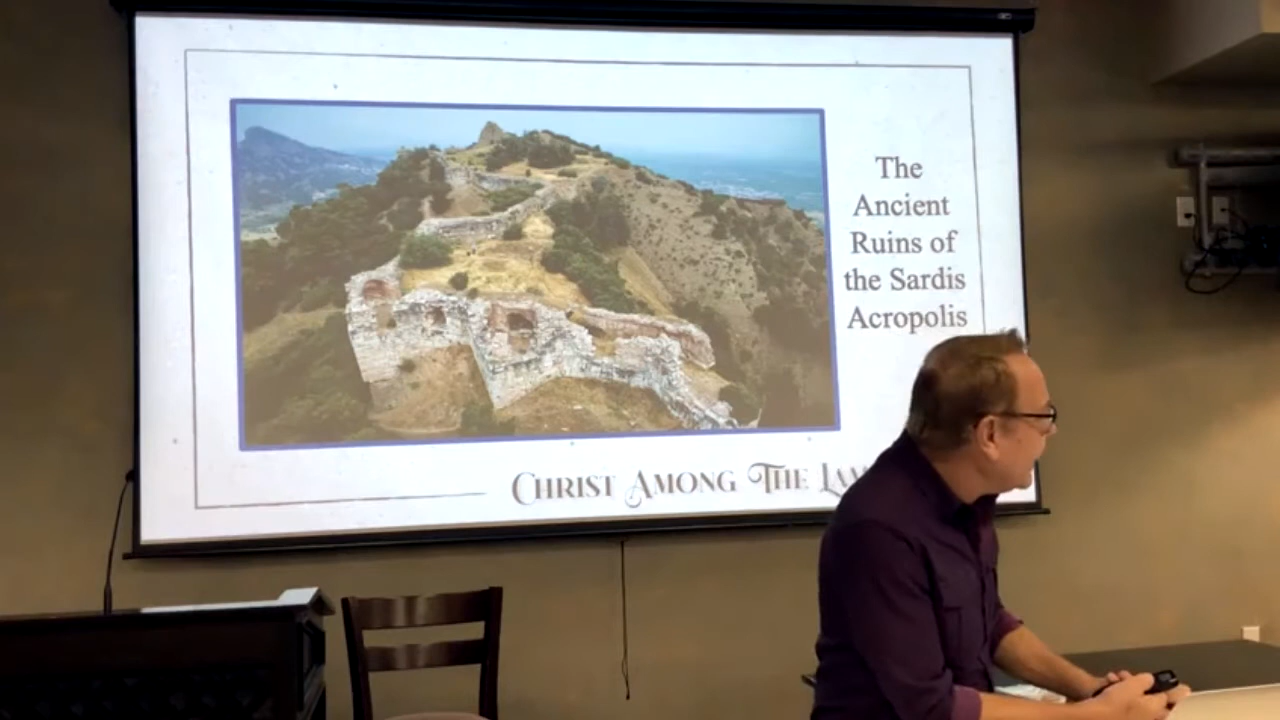 The
Ancient
Ruins of
the Sardis
Acropolis
CHRIST AMONG THE